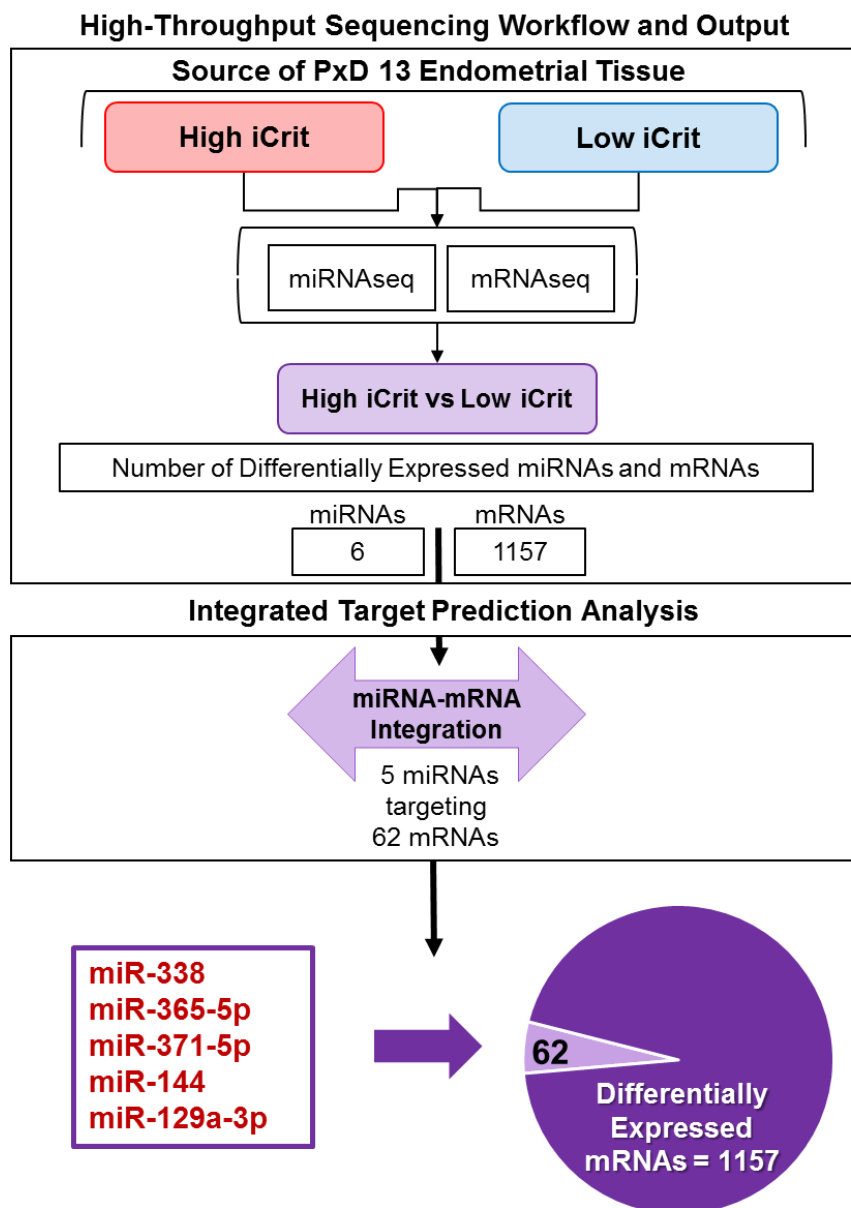 High-Throughput Sequencing Workflow and Output
Source of PxD 13 Endometrial Tissue
High iCrit
Low iCrit
miRNAseq
mRNAseq
High iCrit vs Low iCrit
Number of Differentially Expressed miRNAs and mRNAs
miRNAs
mRNAs
6
1157
Integrated Target Prediction Analysis
miRNA-mRNA
Integration
5 miRNAs
targeting
62 mRNAs
miR-338
miR-365-5p
miR-371-5p
miR-144
miR-129a-3p
62
Differentially
Expressed
mRNAs = 1157